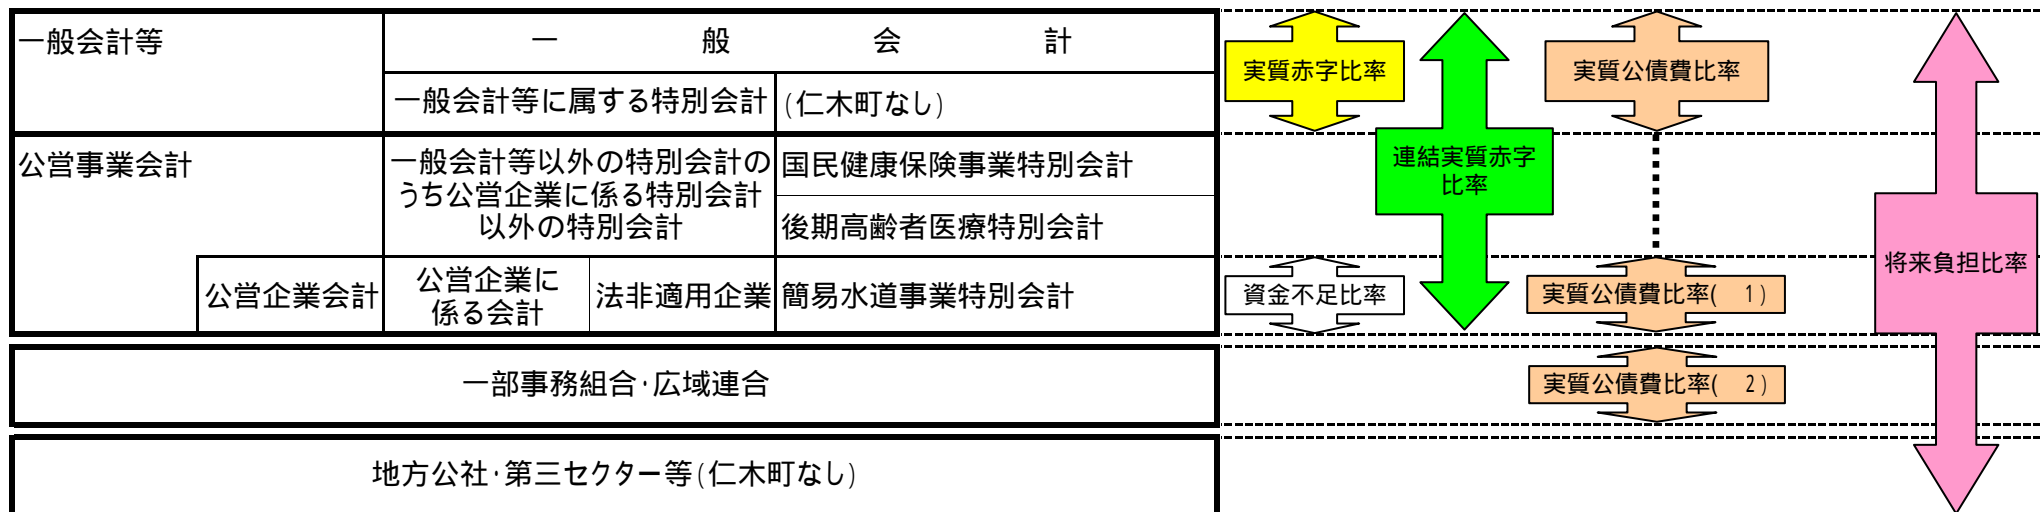 一般会計等
一般会計
実質赤字比率
実質公債費比率
一般会計等に属する特別会計
(仁木町なし)
公営事業会計
一般会計等以外の特別会計の
うち公営企業に係る特別会計
以外の特別会計
国民健康保険事業特別会計
後期高齢者医療特別会計
連結実質赤字
比率
将来負担比率
公営企業会計
公営企業に
係る会計
法非適用企業
簡易水道事業特別会計
資金不足比率
実質公債費比率( 1)
一部事務組合・広域連合
実質公債費比率( 2)
地方公社・第三セクター等(仁木町なし)